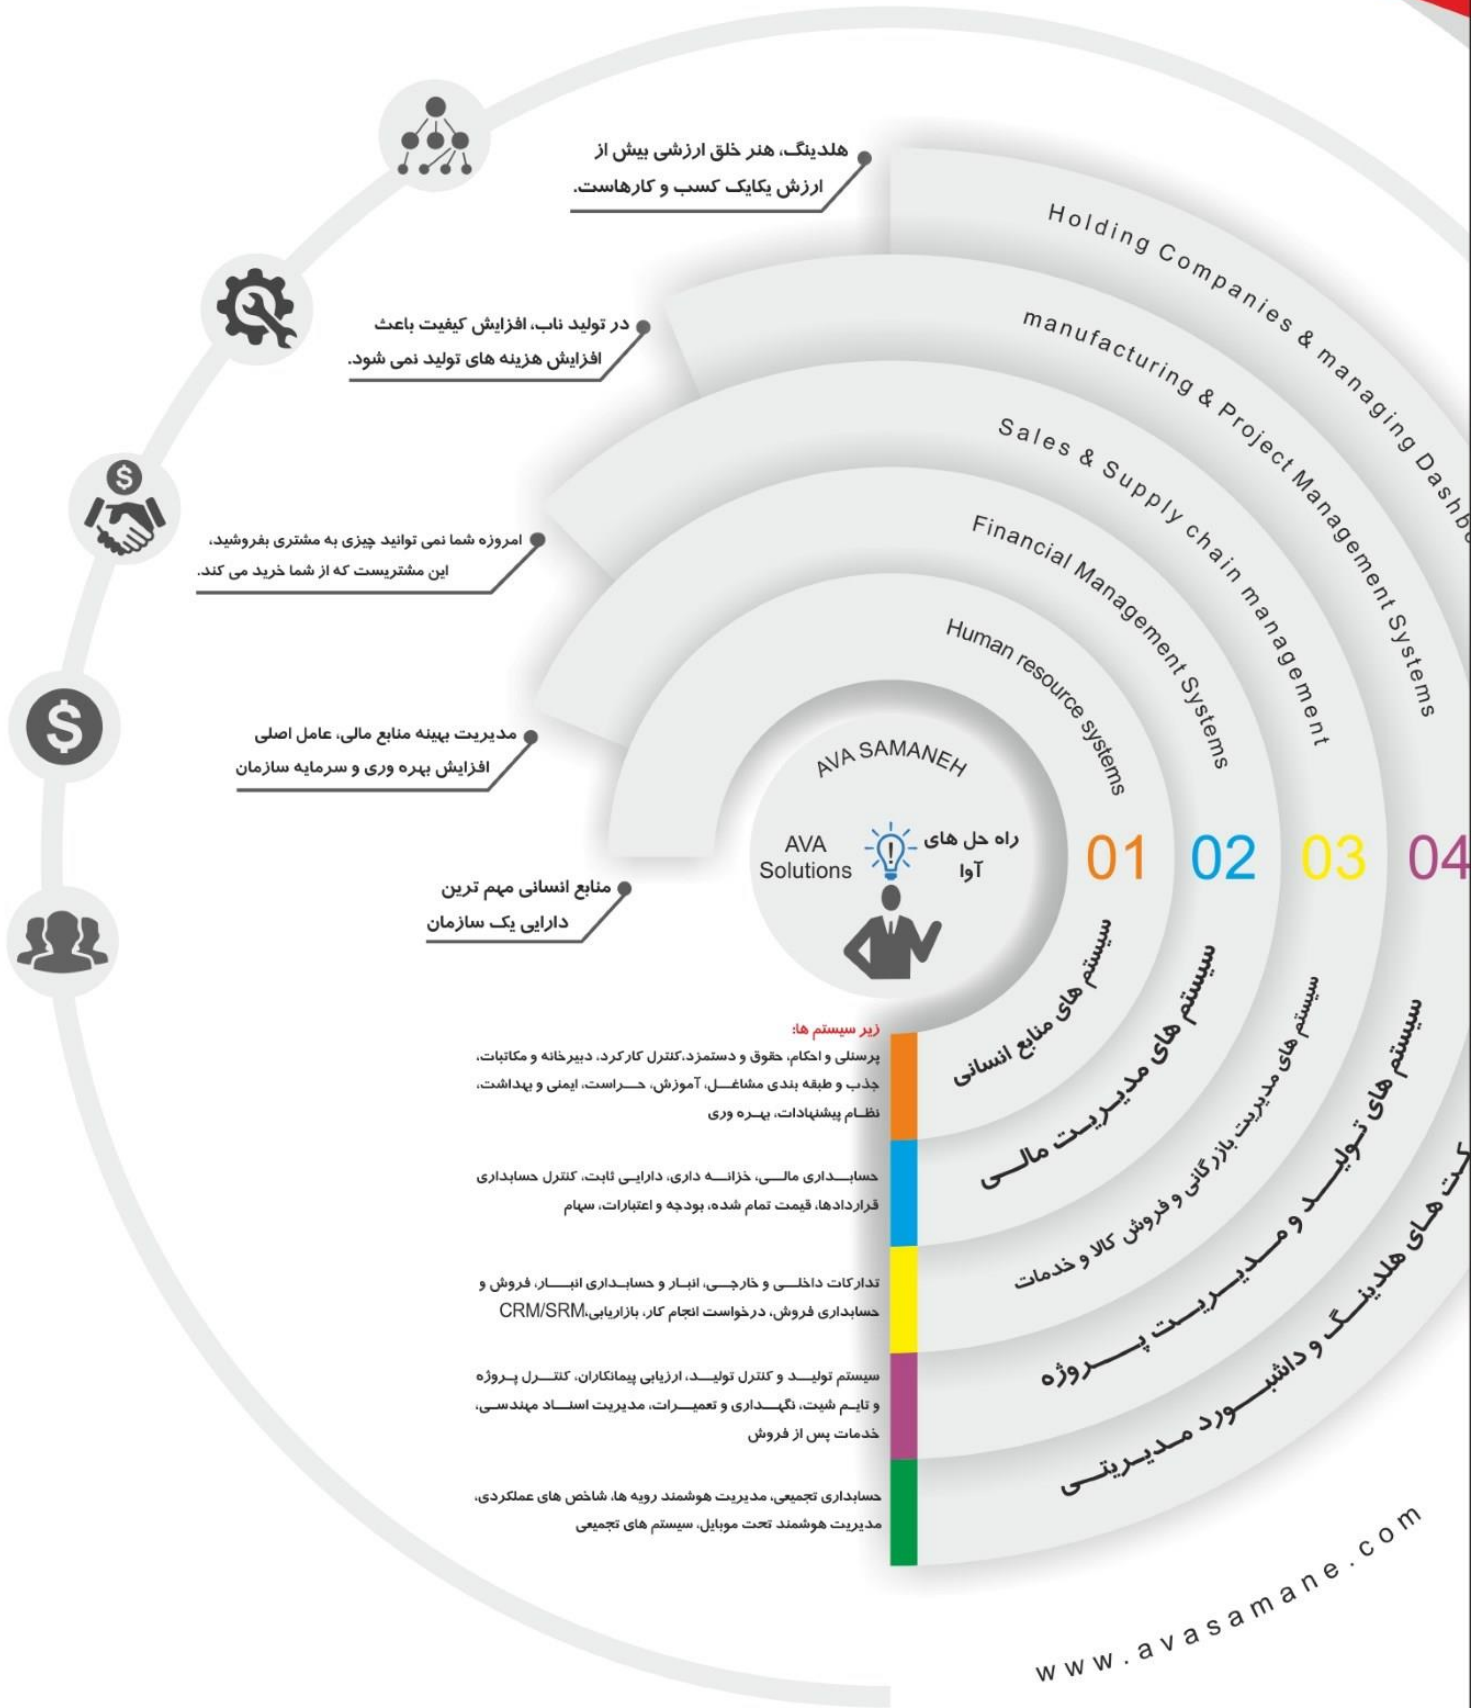 هلدینگ، هنر خلق ارزشی بیش از
ارزش یکایک کسب و کارهاست.
در تولید ناب، افزایش کیفیت باعث
افزایش هزینه های تولید نمی شود.
امروزه شما نمی توانید چیزی به مشتری بفروشید،
این مشتریست که از شما خرید می کند.
مدیریت بهینه منابع مالی، عامل اصلی
افزایش بهره وری و سرمایه سازمان
منابع انسانی مهم ترین
دارایی یک سازمان
Holding Companies & managing
manufacturing & Project Management Systems
Sales & Supply chain management
Financial Management Systems
Human resource systems
AVA SAMANEH
AVA
Solutions
راه حل های
آوا
01
02
03
04
سیستم های منابع انسانی
سیستم های مدیریت مالی
سیستم های مدیریت بازرگانی و فروش کالا و خدمات
سیستم های تولید و مدیریت پروژه
های هلدینگ و داشبورد مدیریتی
زیر سیستم ها:
پرسنلی و احکام، حقوق و دستمزد،کنترل کارکرد، دبیرخانه و مکاتبات،
جذب و طبقه بندی مشاغل، آموزش، حراست، ایمنی و بهداشت،
نظام پیشنهادات، بهره وری
حسابداری مالی، خزانه داری، دارایی ثابت، کنترل حسابداری
قراردادها، قیمت تمام شده، بودجه و اعتبارات، سهام
تدارکات داخلی و خارجی، انبار و حسابداری انبار، فروش و
حسابداری فروش، درخواست انجام کار، بازاریابی،CRM/SRM
سیستم تولید و کنترل تولید، ارزیابی پیمانکاران، کنترل پروژه
و تایم شیت، نگهداری و تعمیرات، مدیریت اسناد مهندسی،
خدمات پس از فروش
حسابداری تجمیعی، مدیریت هوشمند رویه ها، شاخص های عملکردی،
مدیریت هوشمند تحت موبایل، سیستم های تجمیعی
www.avasamane.com